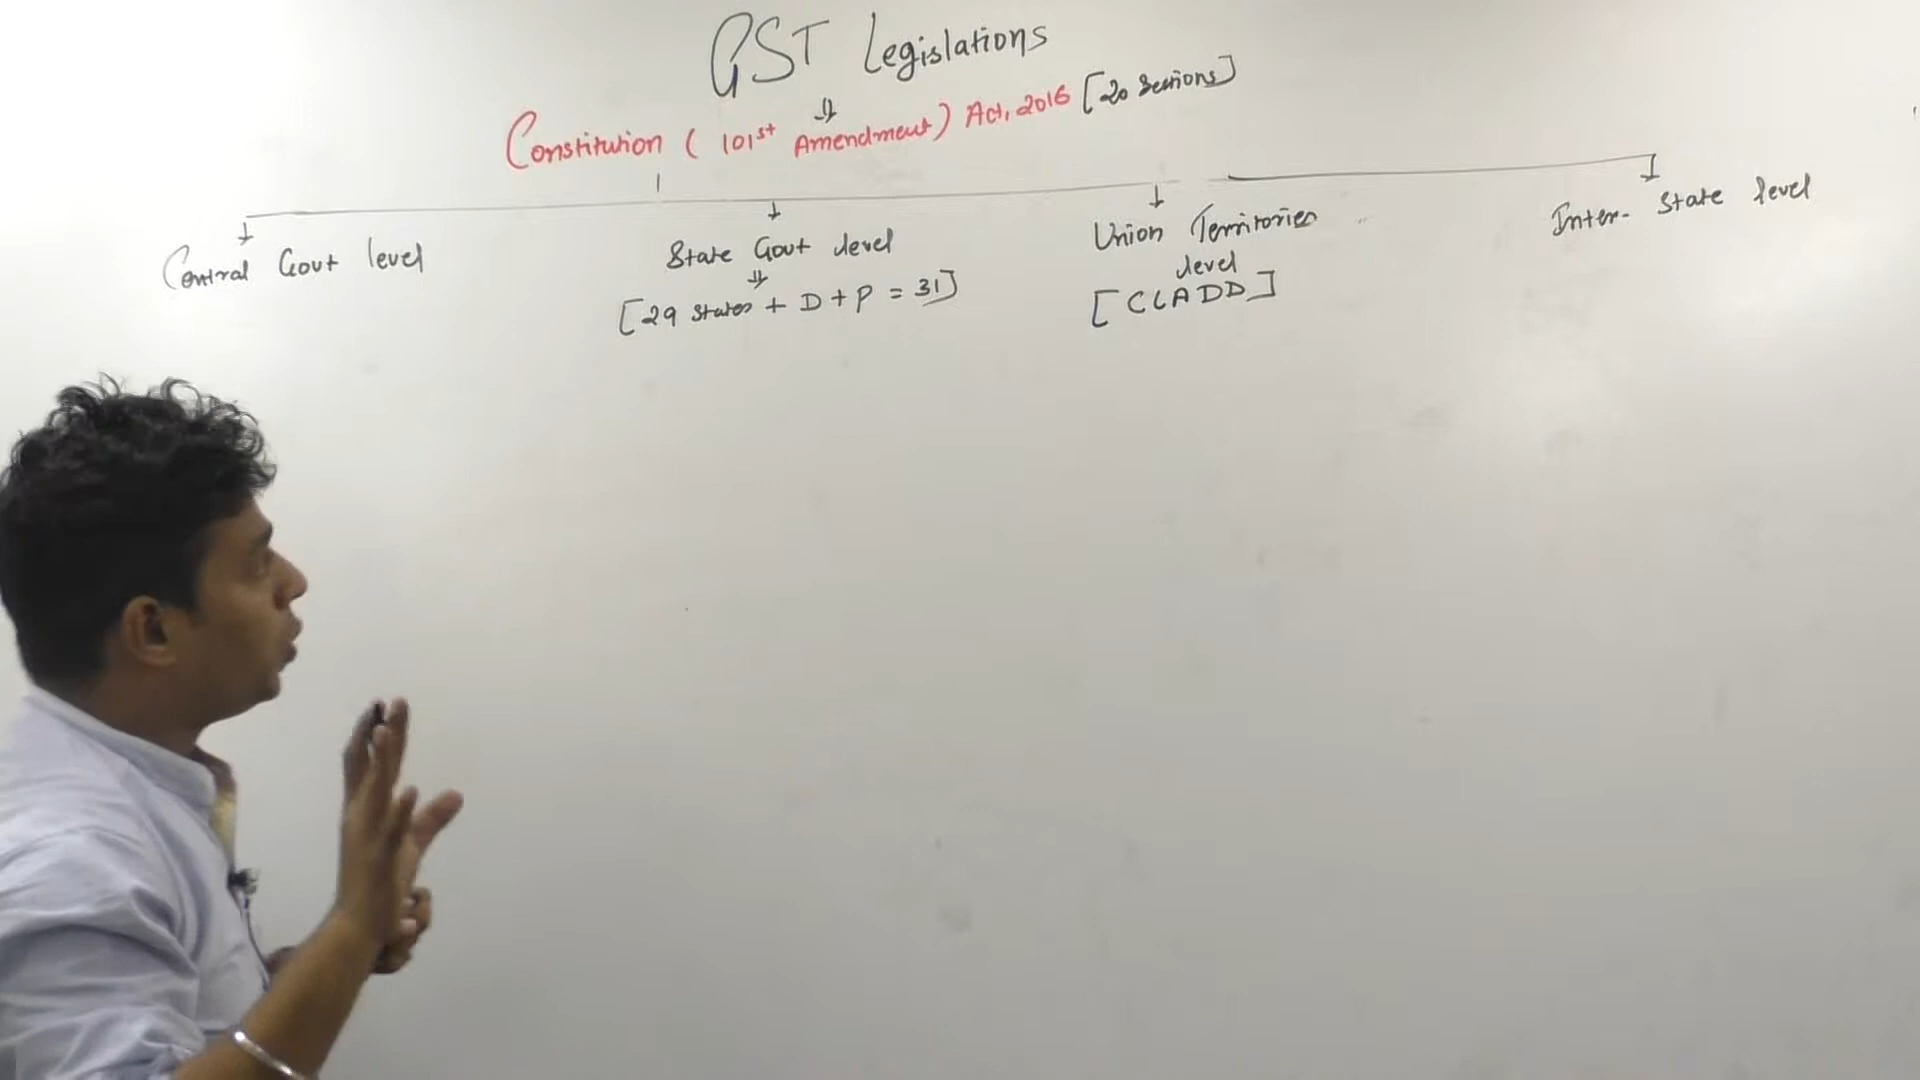 GST Legislations
Constitution ( 101st Amendment) Act, 2016 [20 Sections]
Central Govt level
State Govt level
[29 States + D + P = 31]
Union Territories
level
[CLADD]
Inter-State level